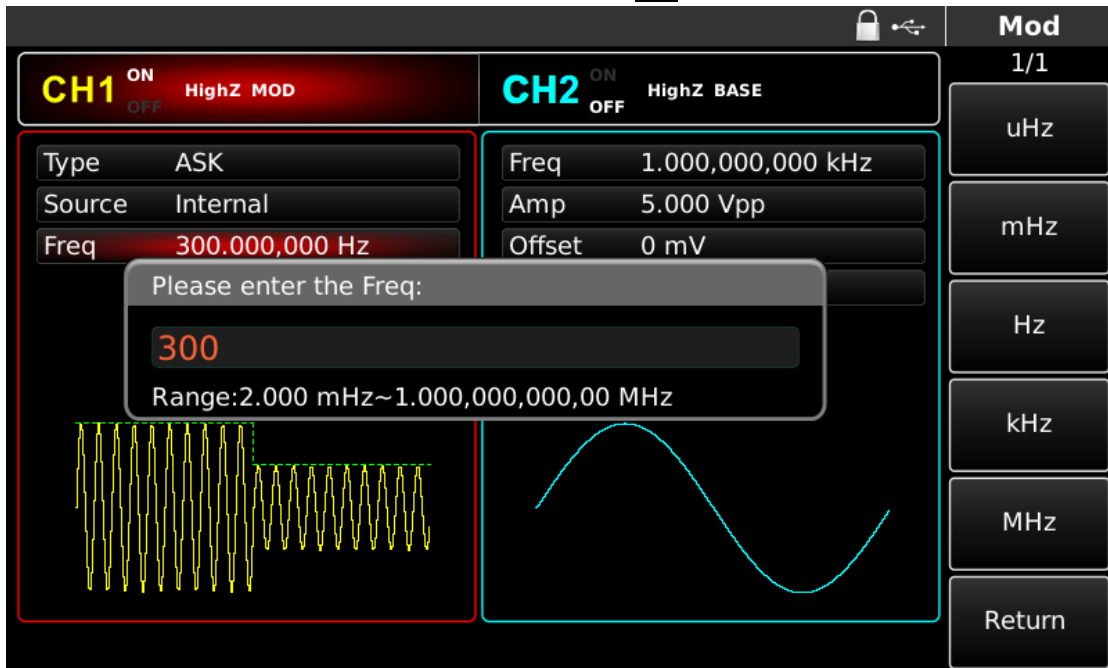 Mod
1/1
CH1 ON OFF HighZ MOD
CH2 ON OFF HighZ BASE
Type ASK
Source Internal
Freq 300.000,000 Hz
Freq 1.000,000,000 kHz
Amp 5.000 Vpp
Offset 0 mV
Please enter the Freq:
300
Range:2.000 mHz~1.000,000,000,00 MHz
uHz
mHz
Hz
kHz
MHz
Return